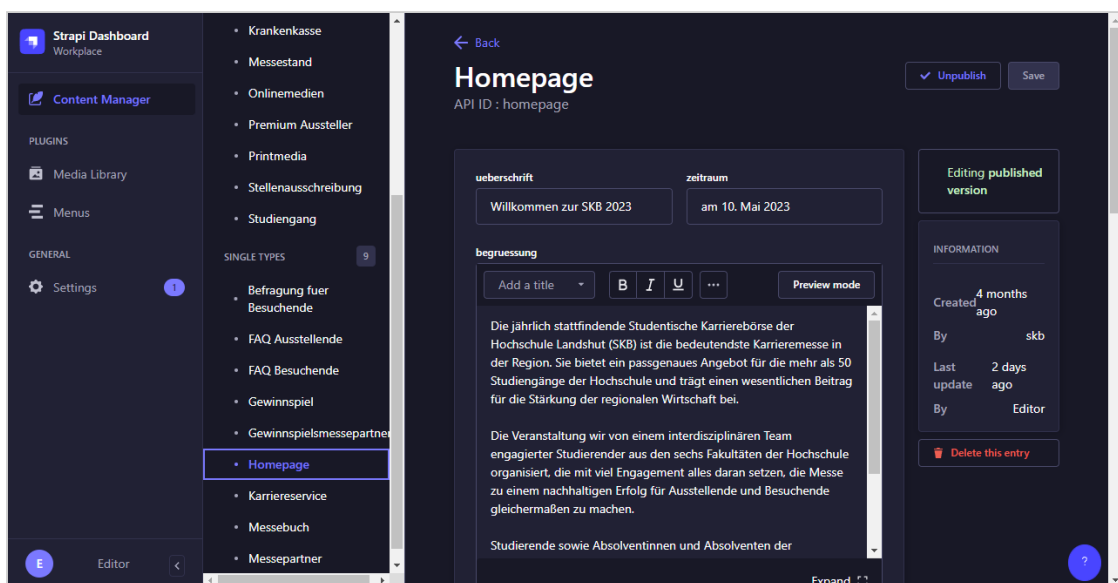 Strapi Dashboard
Workplace
Content Manager
PLUGINS
Media Library
Menus
GENERAL
Settings
1
E
Editor
Krankenkasse
Messestand
Onlinemedien
Premium Aussteller
Printmedia
Stellenausschreibung
Studiengang
SINGLE TYPES
9
Befragung fuer
Besuchende
FAQ Ausstellende
FAQ Besuchende
Gewinnspiel
Gewinnspielsmessepartner
Homepage
Karriereservice
Messebuch
Messepartner
Back
Homepage
API ID : homepage
Unpublish
Save
ueberschrift
zeitraum
Willkommen zur SKB 2023
am 10. Mai 2023
begruessung
Add a title
B I U ...
Preview mode
Die jährlich stattfindende Studentische Karrierebörse der
Hochschule Landshut (SKB) ist die bedeutendste Karrieremesse in
der Region. Sie bietet ein passgenaues Angebot für die mehr als 50
Studiengänge der Hochschule und trägt einen wesentlichen Beitrag
für die Stärkung der regionalen Wirtschaft bei.
Die Veranstaltung wir von einem interdisziplinären Team
engagierter Studierender aus den sechs Fakultäten der Hochschule
organisiert, die mit viel Engagement alles daran setzen, die Messe
zu einem nachhaltigen Erfolg für Ausstellende und Besuchende
gleichermaßen zu machen.
Studierende sowie Absolventinnen und Absolventen der
Expand
Editing published
version
INFORMATION
Created 4 months
ago
By skb
Last 2 days
update ago
By Editor
Delete this entry
?